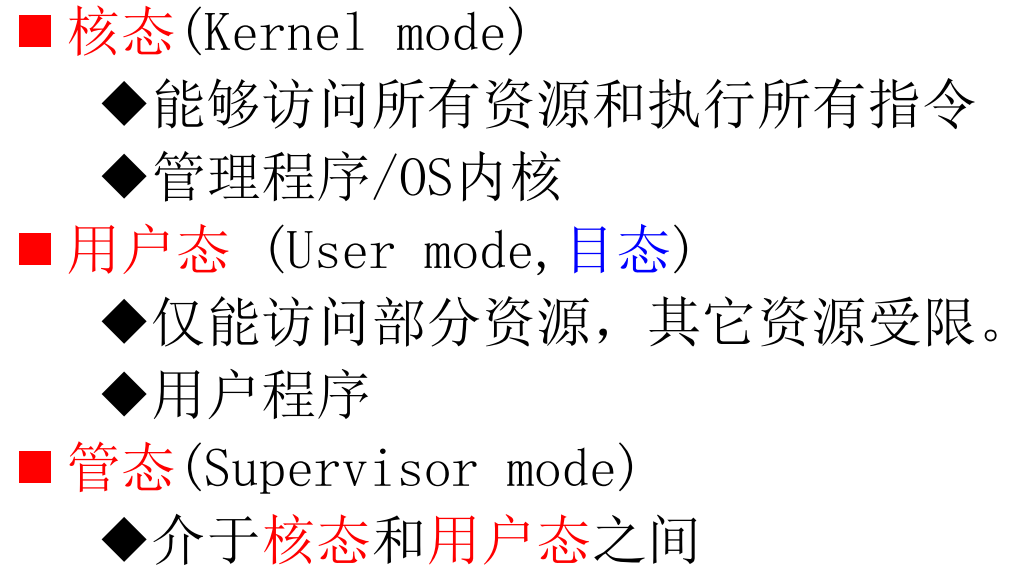 ■ 核态(Kernel mode)
◆能够访问所有资源和执行所有指令
◆管理程序/OS内核
■ 用户态 (User mode,目态)
◆仅能访问部分资源，其它资源受限。
◆用户程序
■ 管态(Supervisor mode)
◆介于核态和用户态之间